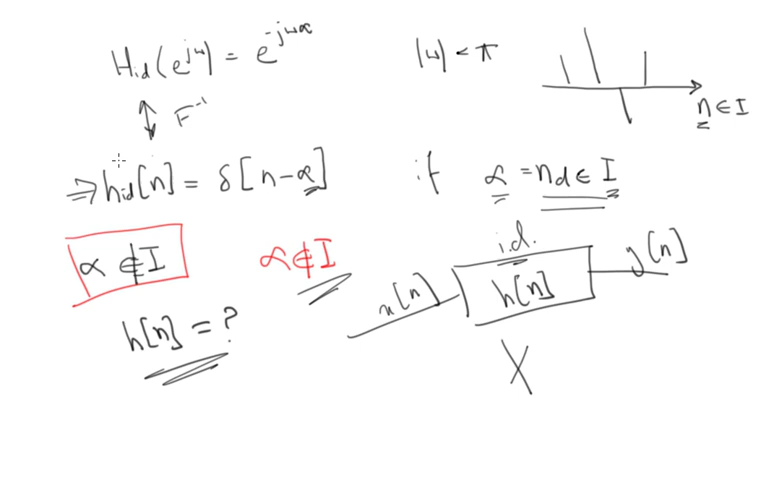 H_id(e^{jω}) = e^{-jωα} |ω| < π
n ∈ I
↕ F⁻¹
⇒ h_id[n] = δ[n-α] if α = n_d ∈ I
α ∉ I α ∉ I i.d.
x[n] h[n] y[n]
h[n] = ?
X